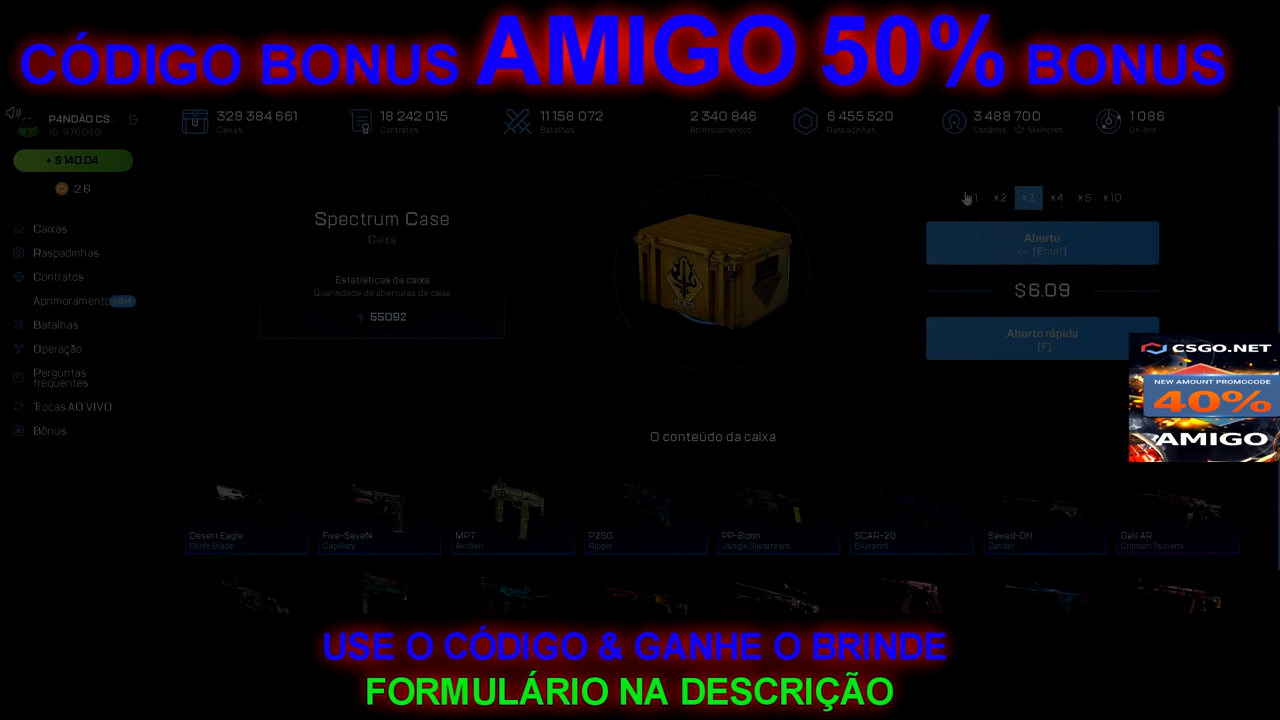 CÓDIGO BONUS AMIGO 50% BONUS
P4NDÃO CS...
ID: 976098
329 384 661
Caixas
18 242 015
Contratos
11 158 072
Batalhas
2 340 846
Aprimoramentos
6 455 520
Raspadinhas
3 489 700
Usuários Melhores
1 086
On-line
+ $140.04
26
Caixas
Raspadinhas
Contratos
Aprimoramento NEW
Batalhas
Operação
Perguntas
frequentes
Trocas AO VIVO
Bônus
Spectrum Case
Caixa
Estatísticas da caixa
Quantidade de aberturas de caixa
55092
x1 x2 x3 x4 x5 x10
Aberto
[Enter]
$6.09
Aberto rápida
[F]
CSGO.NET
NEW AMOUNT PROMOCODE
40%
AMIGO
O conteúdo da caixa
Desert Eagle
Oxide Blaze
Five-SeveN
Capillary
MP7
Akoben
P250
Ripple
PP-Bizon
Jungle Slipstream
SCAR-20
Blueprint
Sawed-Off
Zander
Galil AR
Crimson Tsunami
USE O CÓDIGO & GANHE O BRINDE
FORMULÁRIO NA DESCRIÇÃO